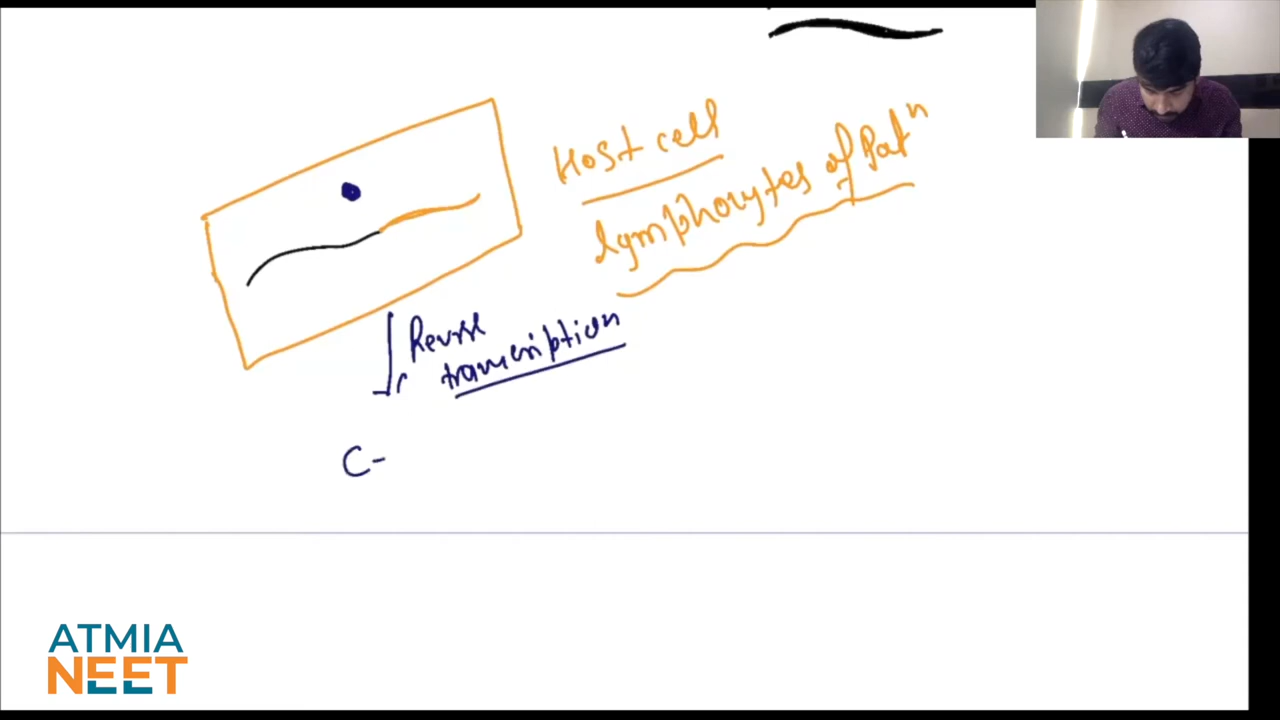 Host cell
lymphocytes of Patⁿ
Reverse
transcription
C-
ATMIA
NEET